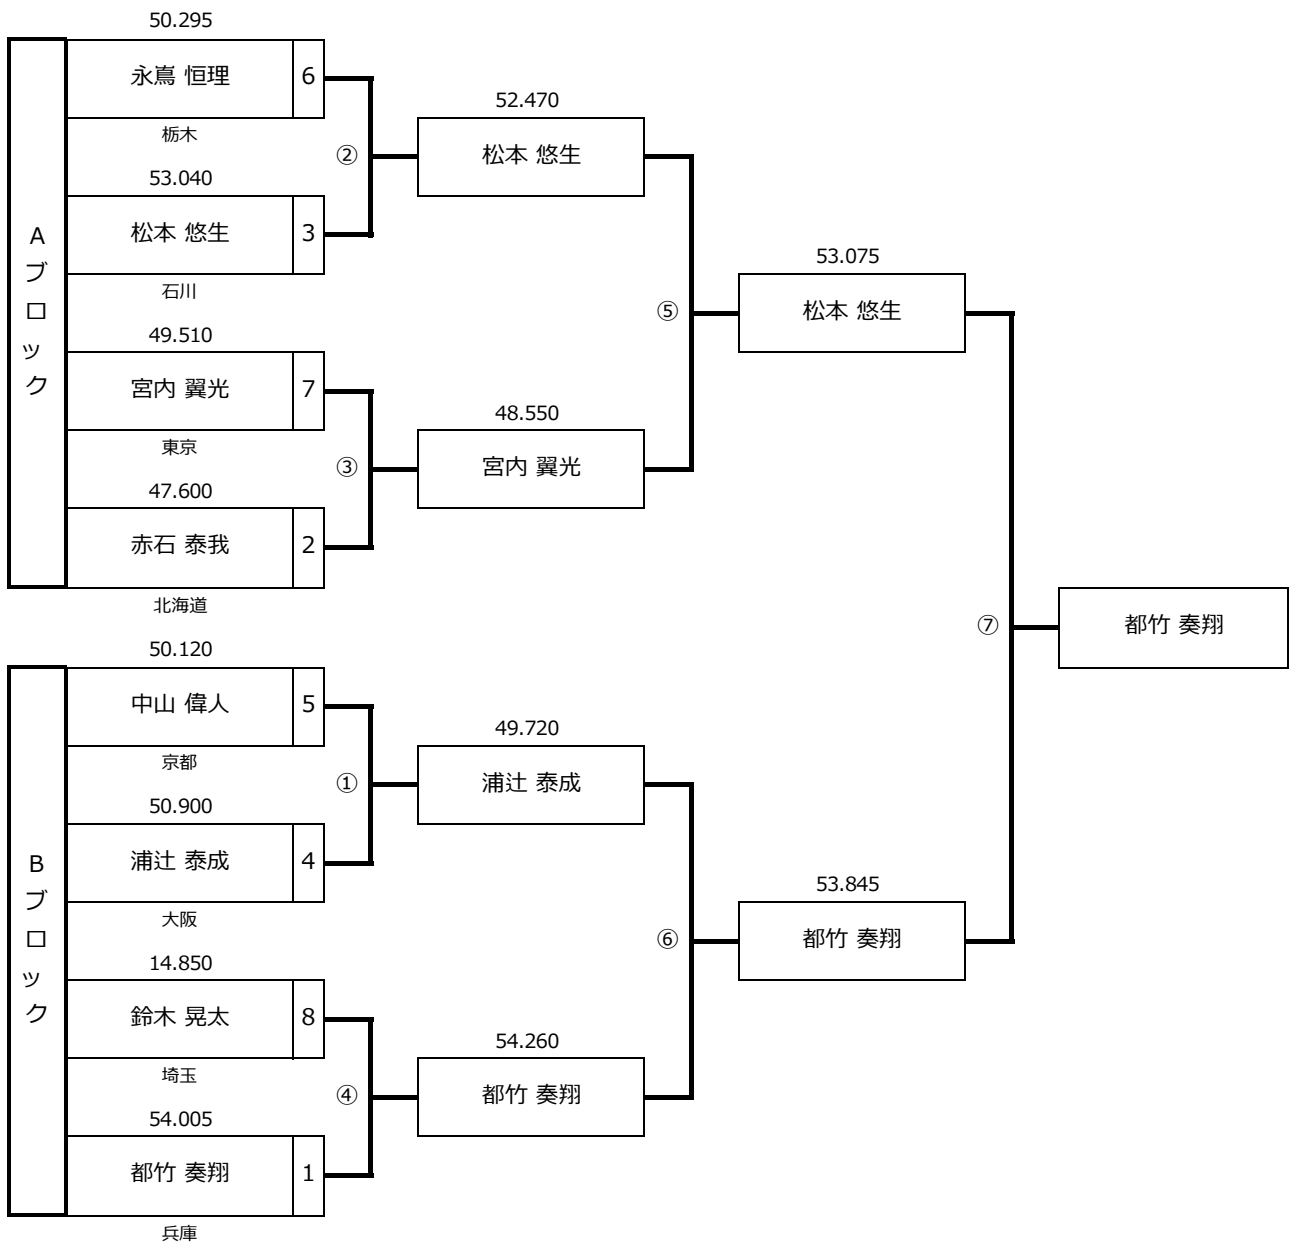 50.295
永嶌 恒理 6
栃木
53.040
松本 悠生 3
石川
49.510
宮内 翼光 7
東京
47.600
赤石 泰我 2
北海道
Aブロック
②
③
52.470
松本 悠生
48.550
宮内 翼光
⑤
53.075
松本 悠生
50.120
中山 偉人 5
京都
50.900
浦辻 泰成 4
大阪
14.850
鈴木 晃太 8
埼玉
54.005
都竹 奏翔 1
兵庫
Bブロック
①
④
49.720
浦辻 泰成
54.260
都竹 奏翔
⑥
53.845
都竹 奏翔
⑦
都竹 奏翔